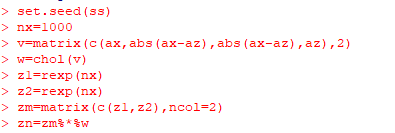 > set.seed(ss)
> nx=1000
> v=matrix(c(ax,abs(ax-az),abs(ax-az),az),2)
> w=chol(v)
> z1=rexp(nx)
> z2=rexp(nx)
> zm=matrix(c(z1,z2),ncol=2)
> zn=zm%*%w